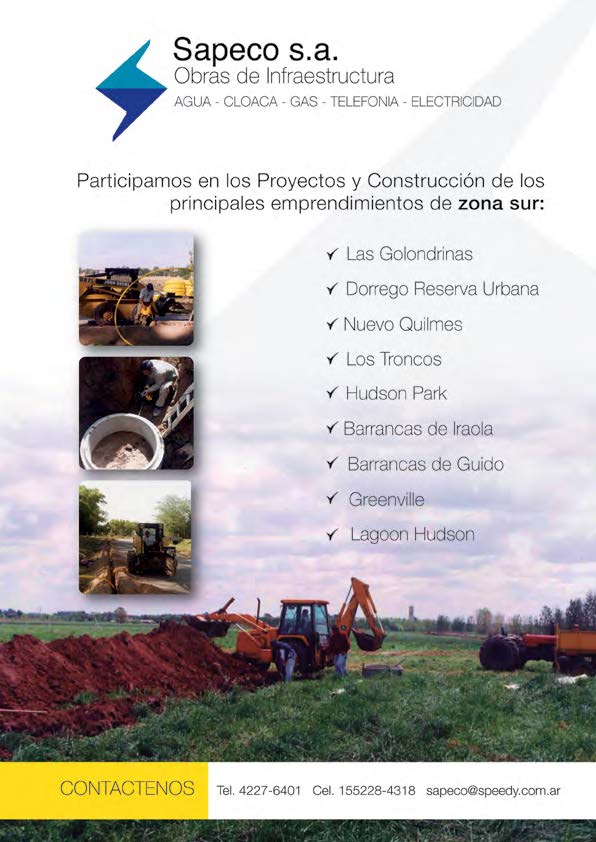 Sapeco s.a.
Obras de Infraestructura
AGUA - CLOACA - GAS - TELEFONIA - ELECTRICIDAD
Participamos en los Proyectos y Construcción de los
principales emprendimientos de zona sur:
Las Golondrinas
Dorrego Reserva Urbana
Nuevo Quilmes
Los Troncos
Hudson Park
Barrancas de Iraola
Barrancas de Guido
Greenville
Lagoon Hudson
CONTACTENOS Tel. 4227-6401 Cel. 155228-4318 sapeco@speedy.com.ar